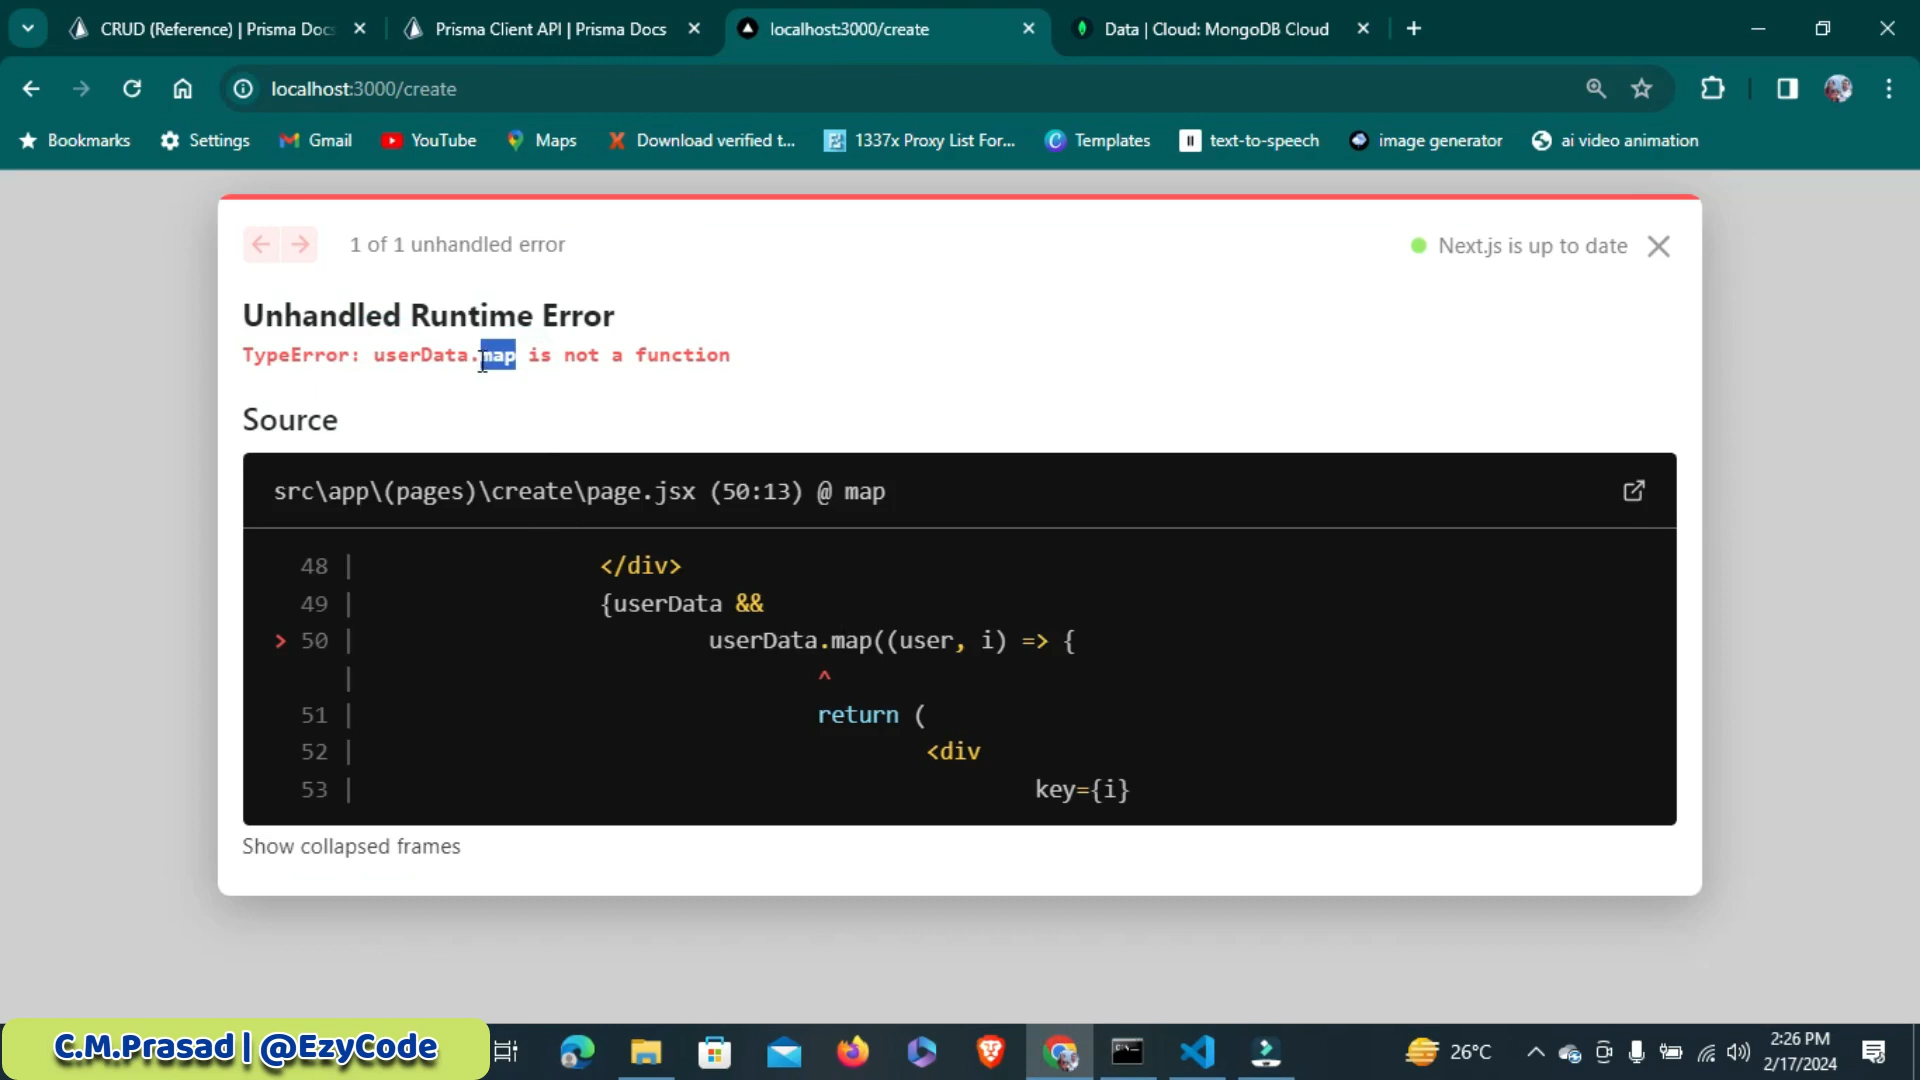 CRUD (Reference) | Prisma Docs
Prisma Client API | Prisma Docs
localhost:3000/create
Data | Cloud: MongoDB Cloud
localhost:3000/create
Bookmarks
Settings
Gmail
YouTube
Maps
Download verified t...
1337x Proxy List For...
Templates
text-to-speech
image generator
ai video animation
1 of 1 unhandled error
Next.js is up to date
Unhandled Runtime Error
TypeError: userData.map is not a function
Source
src\app\(pages)\create\page.jsx (50:13) @ map
48 | </div>
49 | {userData &&
> 50 | userData.map((user, i) => {
| ^
51 | return (
52 | <div
53 | key={i}
Show collapsed frames
C.M.Prasad | @EzyCode
26°C
2:26 PM
2/17/2024